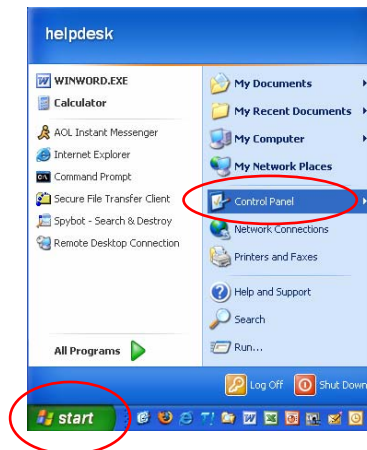 helpdesk
WINWORD.EXE
Calculator
AOL Instant Messenger
Internet Explorer
Command Prompt
Secure File Transfer Client
Spybot - Search & Destroy
Remote Desktop Connection
All Programs
My Documents
My Recent Documents
My Computer
My Network Places
Control Panel
Network Connections
Printers and Faxes
Help and Support
Search
Run...
Log Off
Shut Down
start